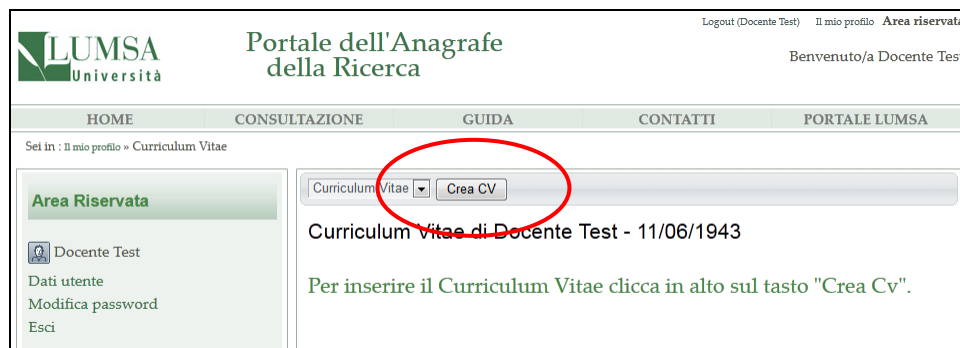 Logout (Docente Test) Il mio profilo Area riservata
LUMSA
Università
Portale dell'Anagrafe
della Ricerca
Benvenuto/a Docente Test
HOME CONSULTAZIONE GUIDA CONTATTI PORTALE LUMSA
Sei in : Il mio profilo » Curriculum Vitae
Area Riservata
Docente Test
Dati utente
Modifica password
Esci
Curriculum Vitae Crea CV
Curriculum Vitae di Docente Test - 11/06/1943
Per inserire il Curriculum Vitae clicca in alto sul tasto "Crea Cv".